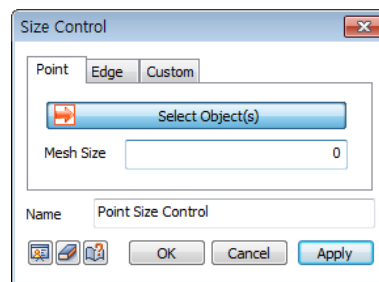 Size Control
Point Edge Custom
Select Object(s)
Mesh Size 0
Name Point Size Control
OK Cancel Apply